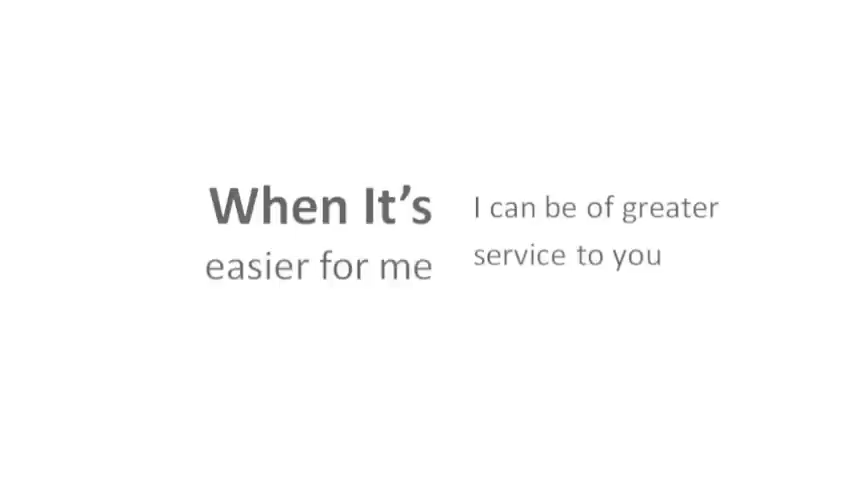 When It’s
easier for me
I can be of greater
service to you